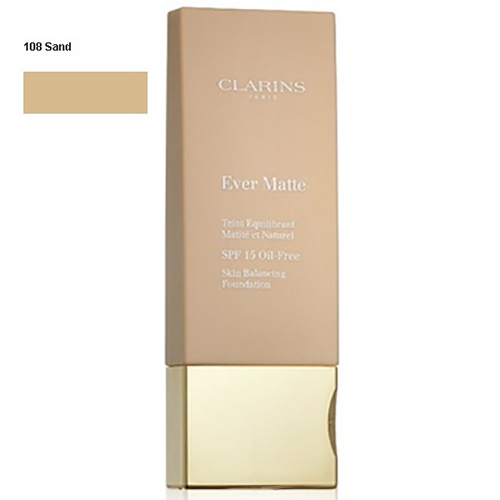 108 Sand
CLARINS
PARIS
Ever Matte
Teint Equilibrant
Matité et Naturel
SPF 15 Oil-Free
Skin Balancing
Foundation